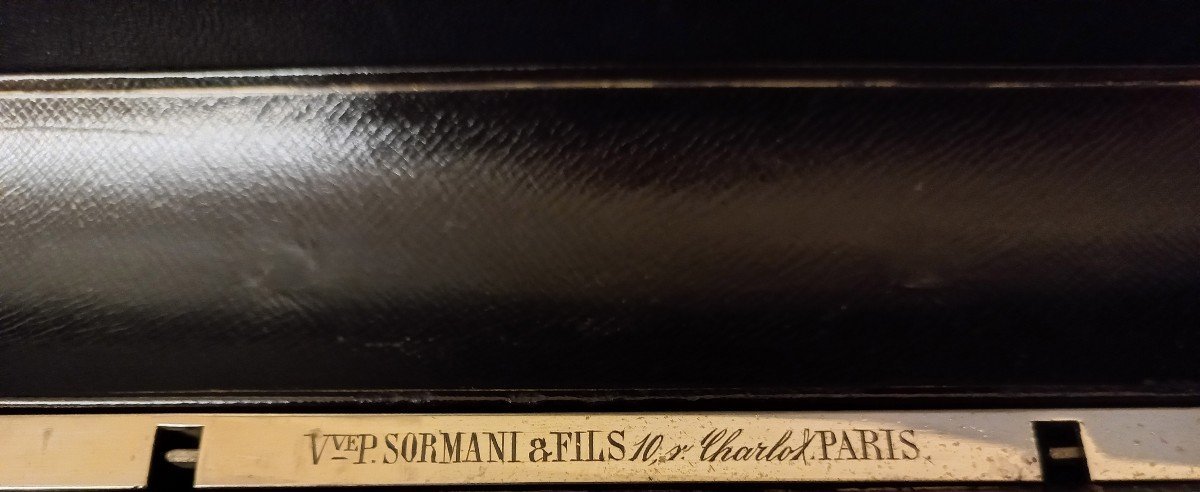 VVE P. SORMANI & FILS 10, r. Charlot. PARIS.